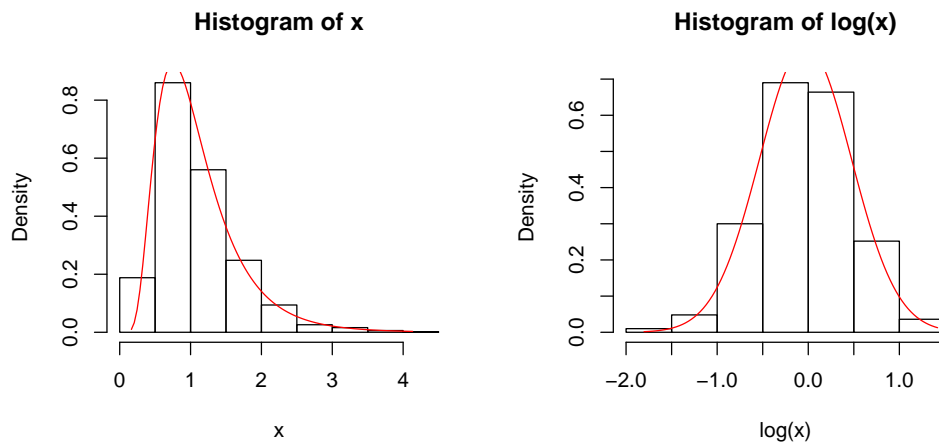 Histogram of x
Density
0.0 0.2 0.4 0.6 0.8
0 1 2 3 4
x
Histogram of log(x)
Density
0.0 0.2 0.4 0.6
−2.0 −1.0 0.0 1.0
log(x)